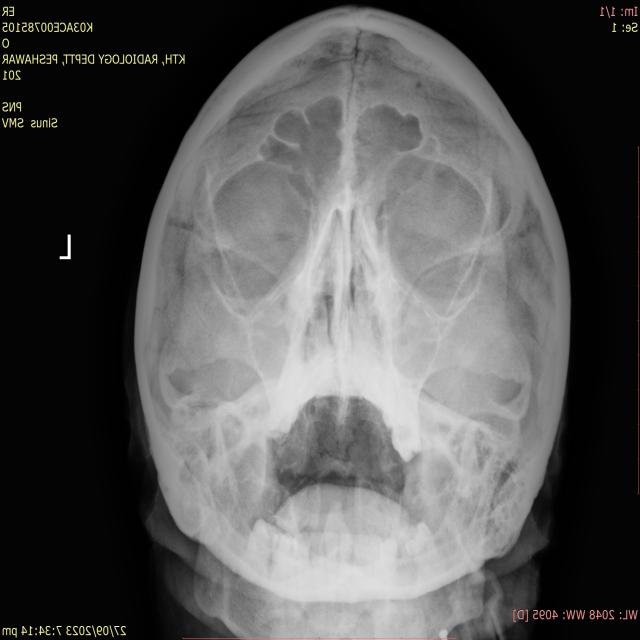 ER
K03ACE00785105
O
KTH, RADIOLOGY DEPTT, PESHAWAR
201
PNS
Sinus SMV
Im: 1/1
Se: 1
L
27/09/2023 7:34:14 pm
WL: 2048 WW: 4095 [D]